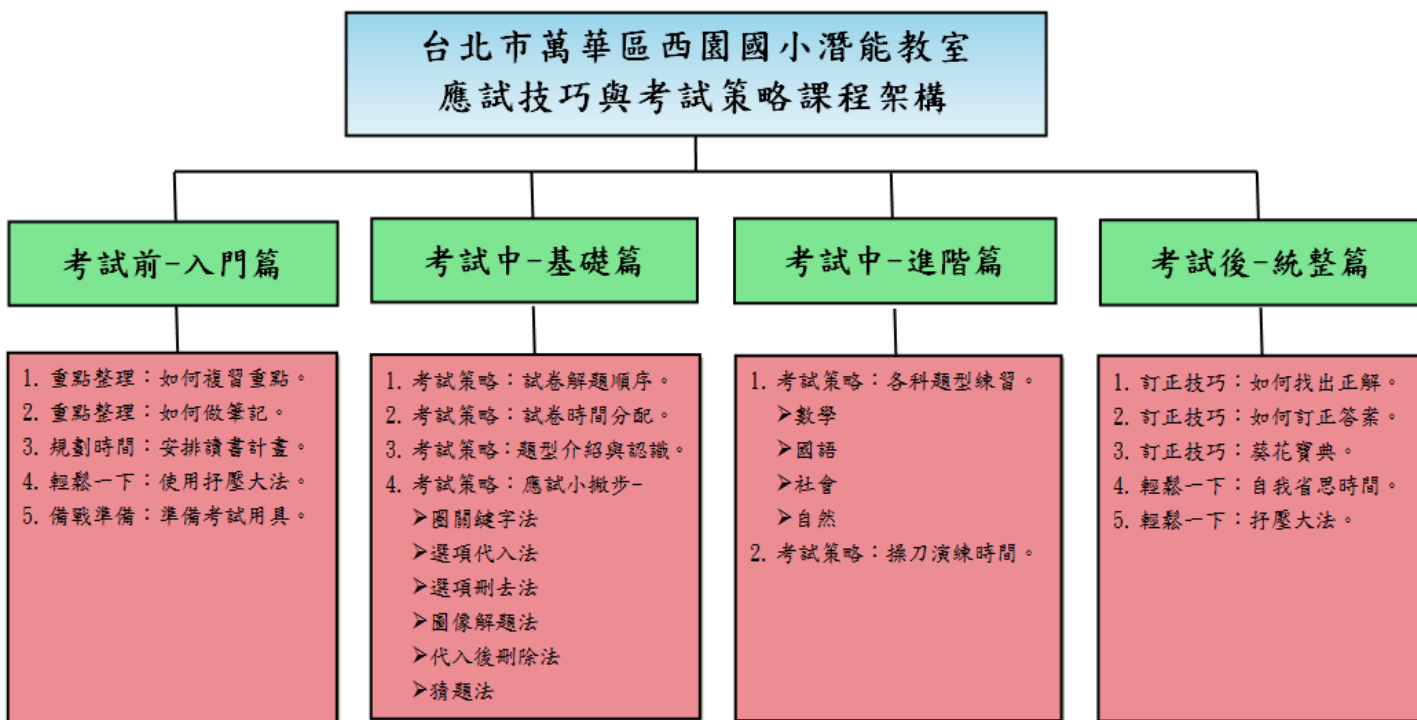 台北市萬華區西園國小潛能教室
應試技巧與考試策略課程架構
考試前-入門篇
1. 重點整理：如何複習重點。
2. 重點整理：如何做筆記。
3. 規劃時間：安排讀書計畫。
4. 輕鬆一下：使用抒壓大法。
5. 備戰準備：準備考試用具。
考試中-基礎篇
1. 考試策略：試卷解題順序。
2. 考試策略：試卷時間分配。
3. 考試策略：題型介紹與認識。
4. 考試策略：應試小撇步-
➢圈關鍵字法
➢選項代入法
➢選項刪去法
➢圖像解題法
➢代入後刪除法
➢猜題法
考試中-進階篇
1. 考試策略：各科題型練習。
➢數學
➢國語
➢社會
➢自然
2. 考試策略：操刀演練時間。
考試後-統整篇
1. 訂正技巧：如何找出正解。
2. 訂正技巧：如何訂正答案。
3. 訂正技巧：葵花寶典。
4. 輕鬆一下：自我省思時間。
5. 輕鬆一下：抒壓大法。